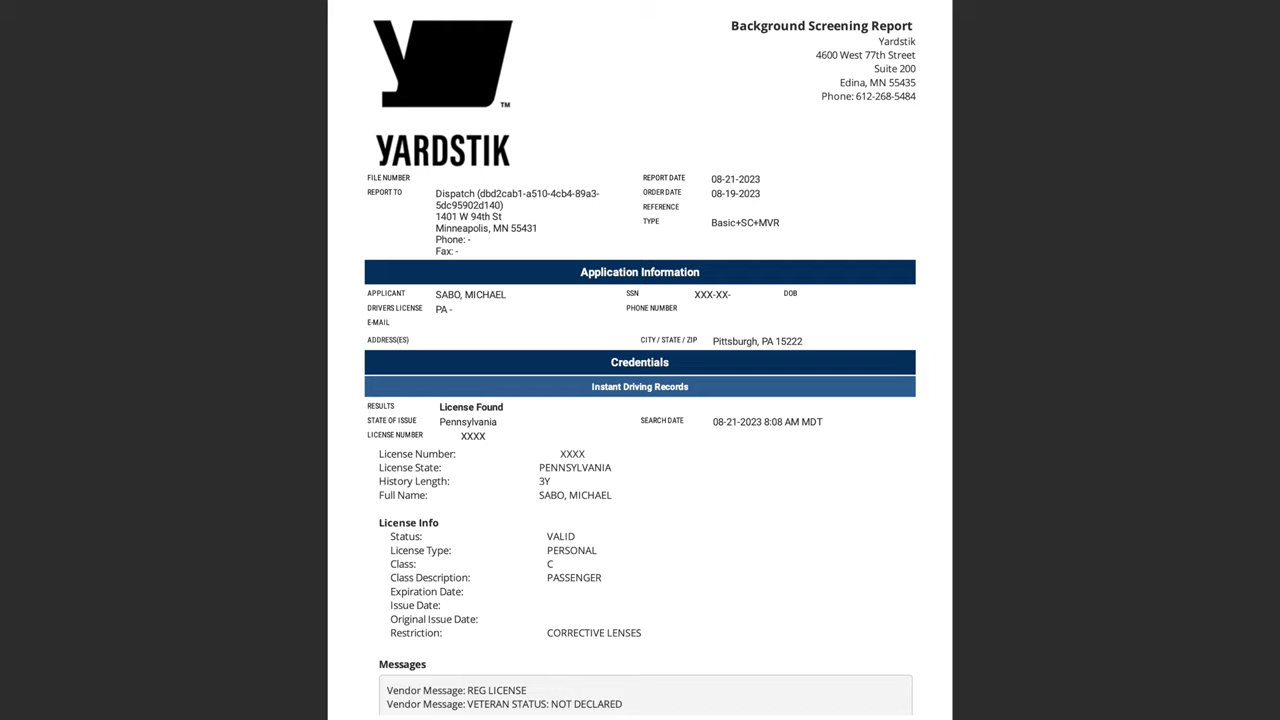 Y
TM
YARDSTIK
Background Screening Report
Yardstik
4600 West 77th Street
Suite 200
Edina, MN 55435
Phone: 612-268-5484
FILE NUMBER
REPORT TO Dispatch (dbd2cab1-a510-4cb4-89a3-
5dc95902d140)
1401 W 94th St
Minneapolis, MN 55431
Phone: -
Fax: -
REPORT DATE 08-21-2023
ORDER DATE 08-19-2023
REFERENCE
TYPE Basic+SC+MVR
Application Information
APPLICANT SABO, MICHAEL SSN XXX-XX- DOB
DRIVERS LICENSE PA - PHONE NUMBER
E-MAIL
ADDRESS(ES) CITY / STATE / ZIP Pittsburgh, PA 15222
Credentials
Instant Driving Records
RESULTS License Found
STATE OF ISSUE Pennsylvania SEARCH DATE 08-21-2023 8:08 AM MDT
LICENSE NUMBER XXXX
License Number: XXXX
License State: PENNSYLVANIA
History Length: 3Y
Full Name: SABO, MICHAEL
License Info
Status: VALID
License Type: PERSONAL
Class: C
Class Description: PASSENGER
Expiration Date:
Issue Date:
Original Issue Date:
Restriction: CORRECTIVE LENSES
Messages
Vendor Message: REG LICENSE
Vendor Message: VETERAN STATUS: NOT DECLARED